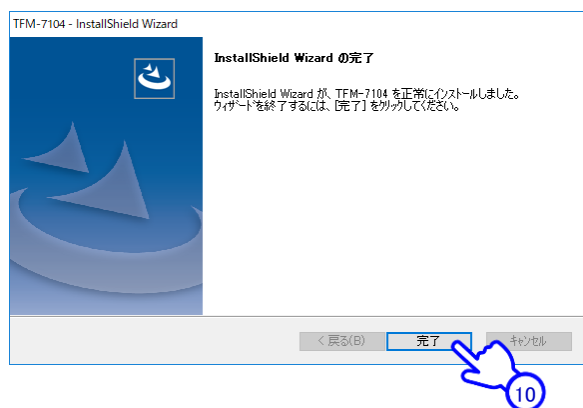 TFM-7104 - InstallShield Wizard
InstallShield Wizard の完了
InstallShield Wizard が、TFM-7104 を正常にインストールしました。
ウィザードを終了するには、[完了] をクリックしてください。
< 戻る(B) 完了 キャンセル
10